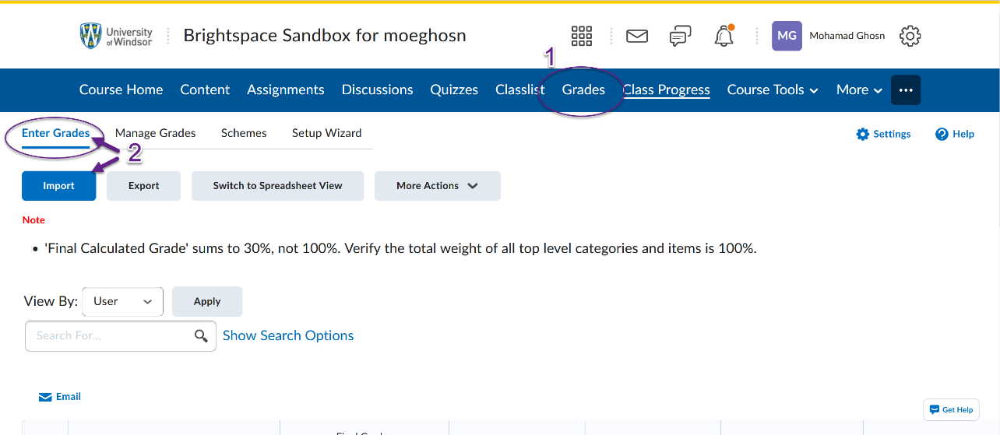 University
of Windsor
Brightspace Sandbox for moeghosn
MG
Mohamad Ghosn
1
Course Home Content Assignments Discussions Quizzes Classlist Grades Class Progress Course Tools More
Enter Grades Manage Grades Schemes Setup Wizard Settings Help
2
Import Export Switch to Spreadsheet View More Actions
Note
• 'Final Calculated Grade' sums to 30%, not 100%. Verify the total weight of all top level categories and items is 100%.
View By: User Apply
Search For... Show Search Options
Email
Get Help